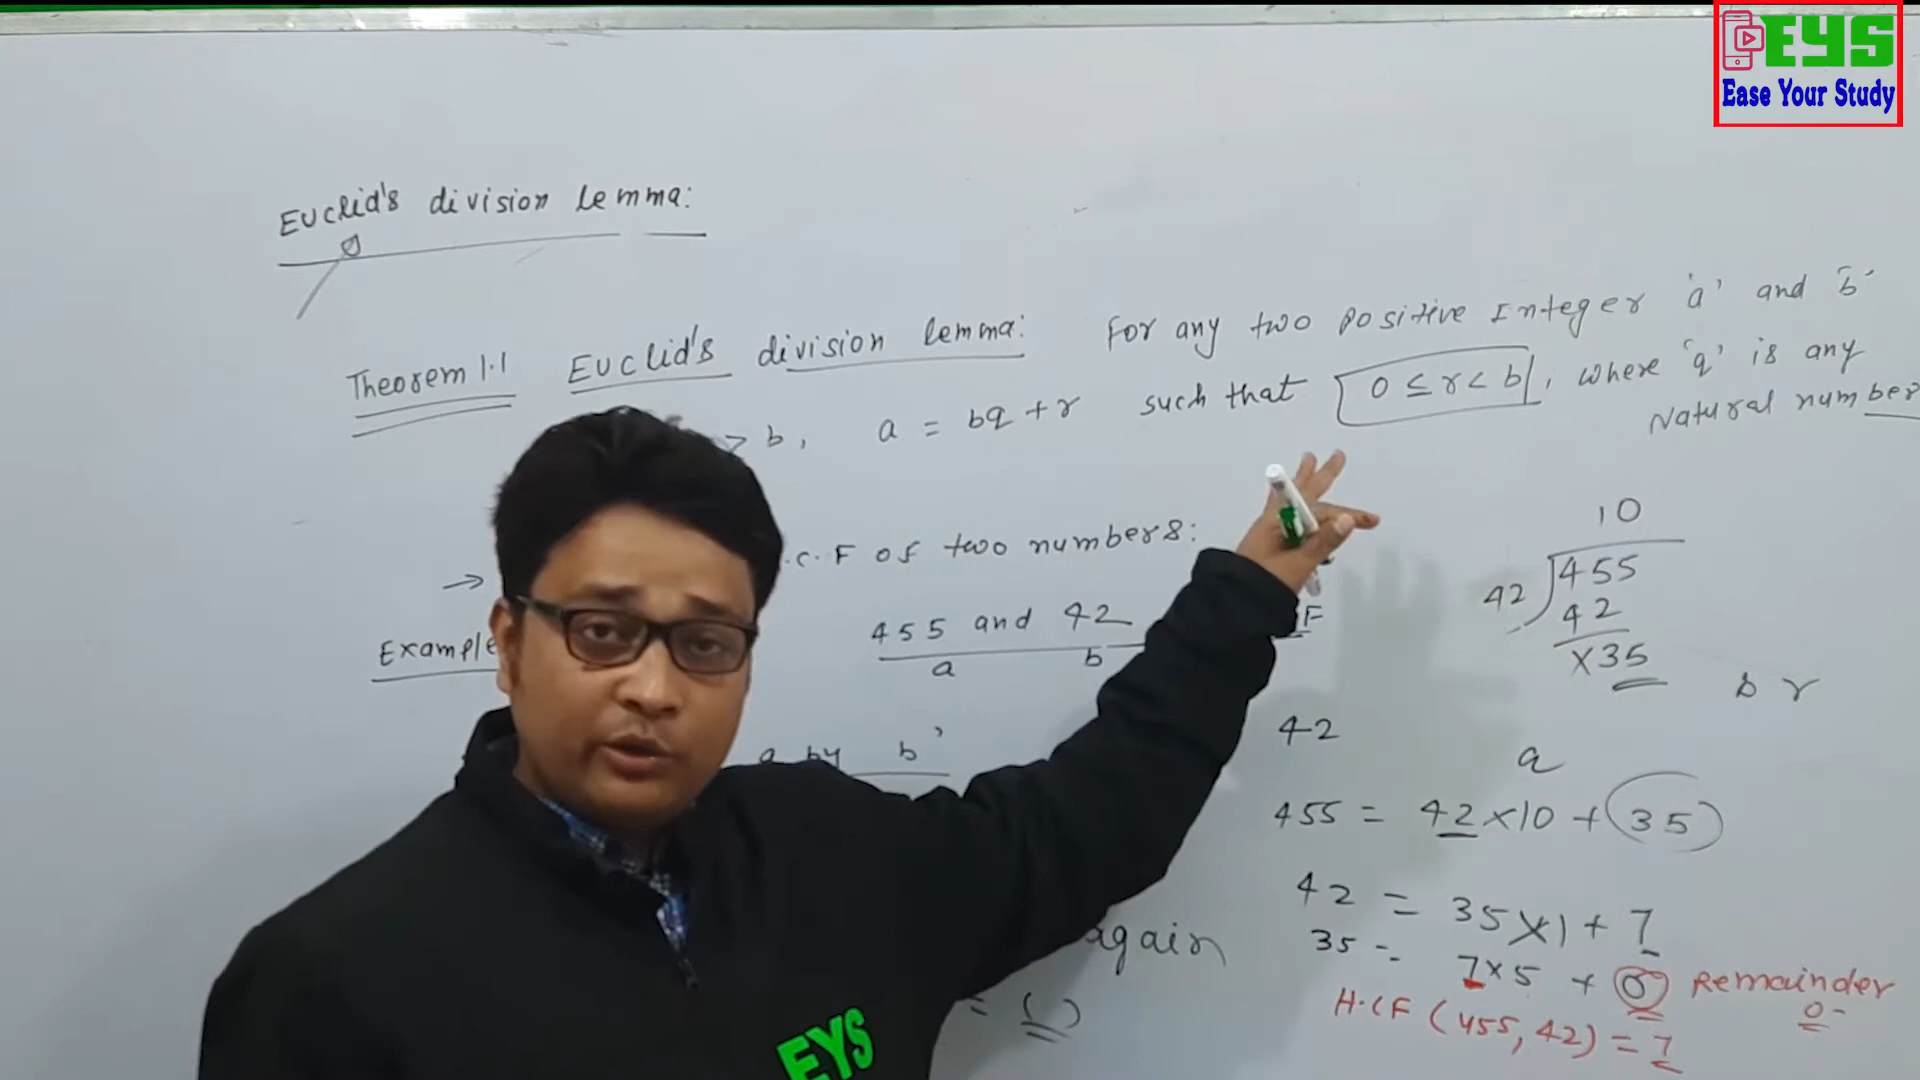 EYS
Ease Your Study
Euclid's division lemma:
Theorem 1.1 Euclid's division lemma: For any two positive Integer 'a' and 'b'
> b, a = bq + r such that 0 ≤ r < b, where 'q' is any
Natural number
→ .C.F of two numbers:
Example 455 and 42
a b
a by b'
again
= ( )
10
42 455
42
×35
r
42
a
455 = 42×10 + 35
42 = 35×1 + 7
35 = 7×5 + 0 Remainder
0
H.CF (455, 42) = 7
EYS